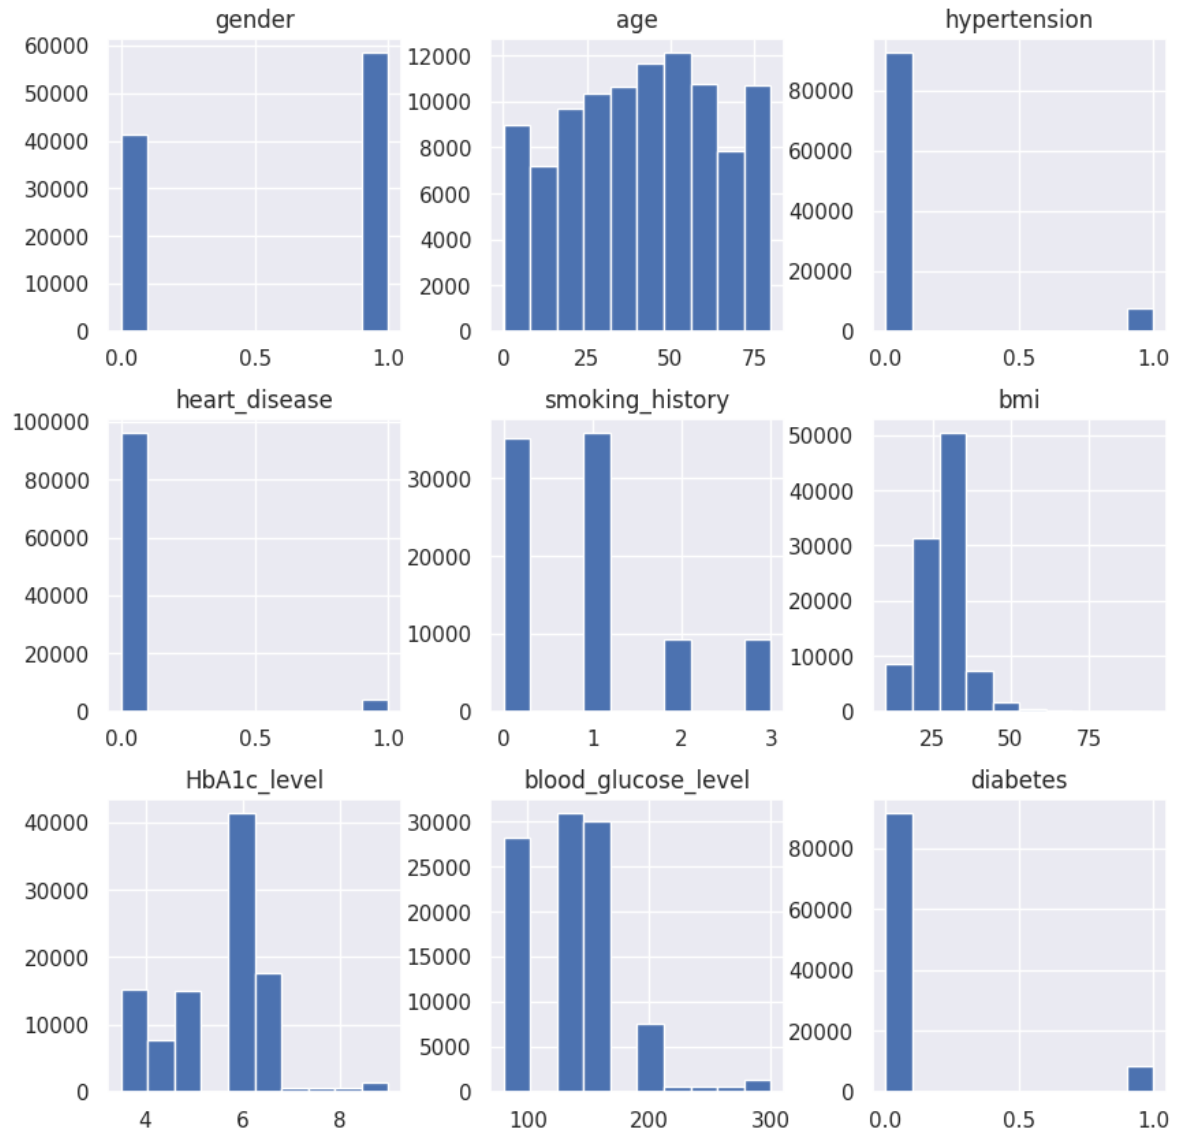 gender
60000
50000
40000
30000
20000
10000
0
0.0 0.5 1.0
age
12000
10000
8000
6000
4000
2000
0
0 25 50 75
hypertension
80000
60000
40000
20000
0
0.0 0.5 1.0
heart_disease
100000
80000
60000
40000
20000
0
0.0 0.5 1.0
smoking_history
30000
20000
10000
0
0 1 2 3
bmi
50000
40000
30000
20000
10000
0
25 50 75
HbA1c_level
40000
30000
20000
10000
0
4 6 8
blood_glucose_level
30000
25000
20000
15000
10000
5000
0
100 200 300
diabetes
80000
60000
40000
20000
0
0.0 0.5 1.0